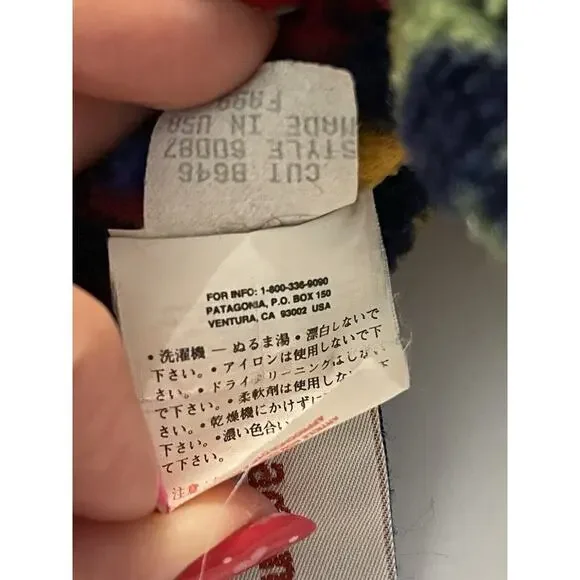 CUT B646
STYLE 60087
MADE IN USA
FA99
FOR INFO: 1-800-336-9090
PATAGONIA, P.O. BOX 150
VENTURA, CA 93002 USA
・洗濯機 ― ぬるま湯・漂白しないで
下さい。・アイロンは使用しないで下
さい。・ドライクリーニングはしない
で下さい。・柔軟剤は使用しない
下さい。・乾燥機にかけずに
下さい。・濃い色合い
て下さい。
注意